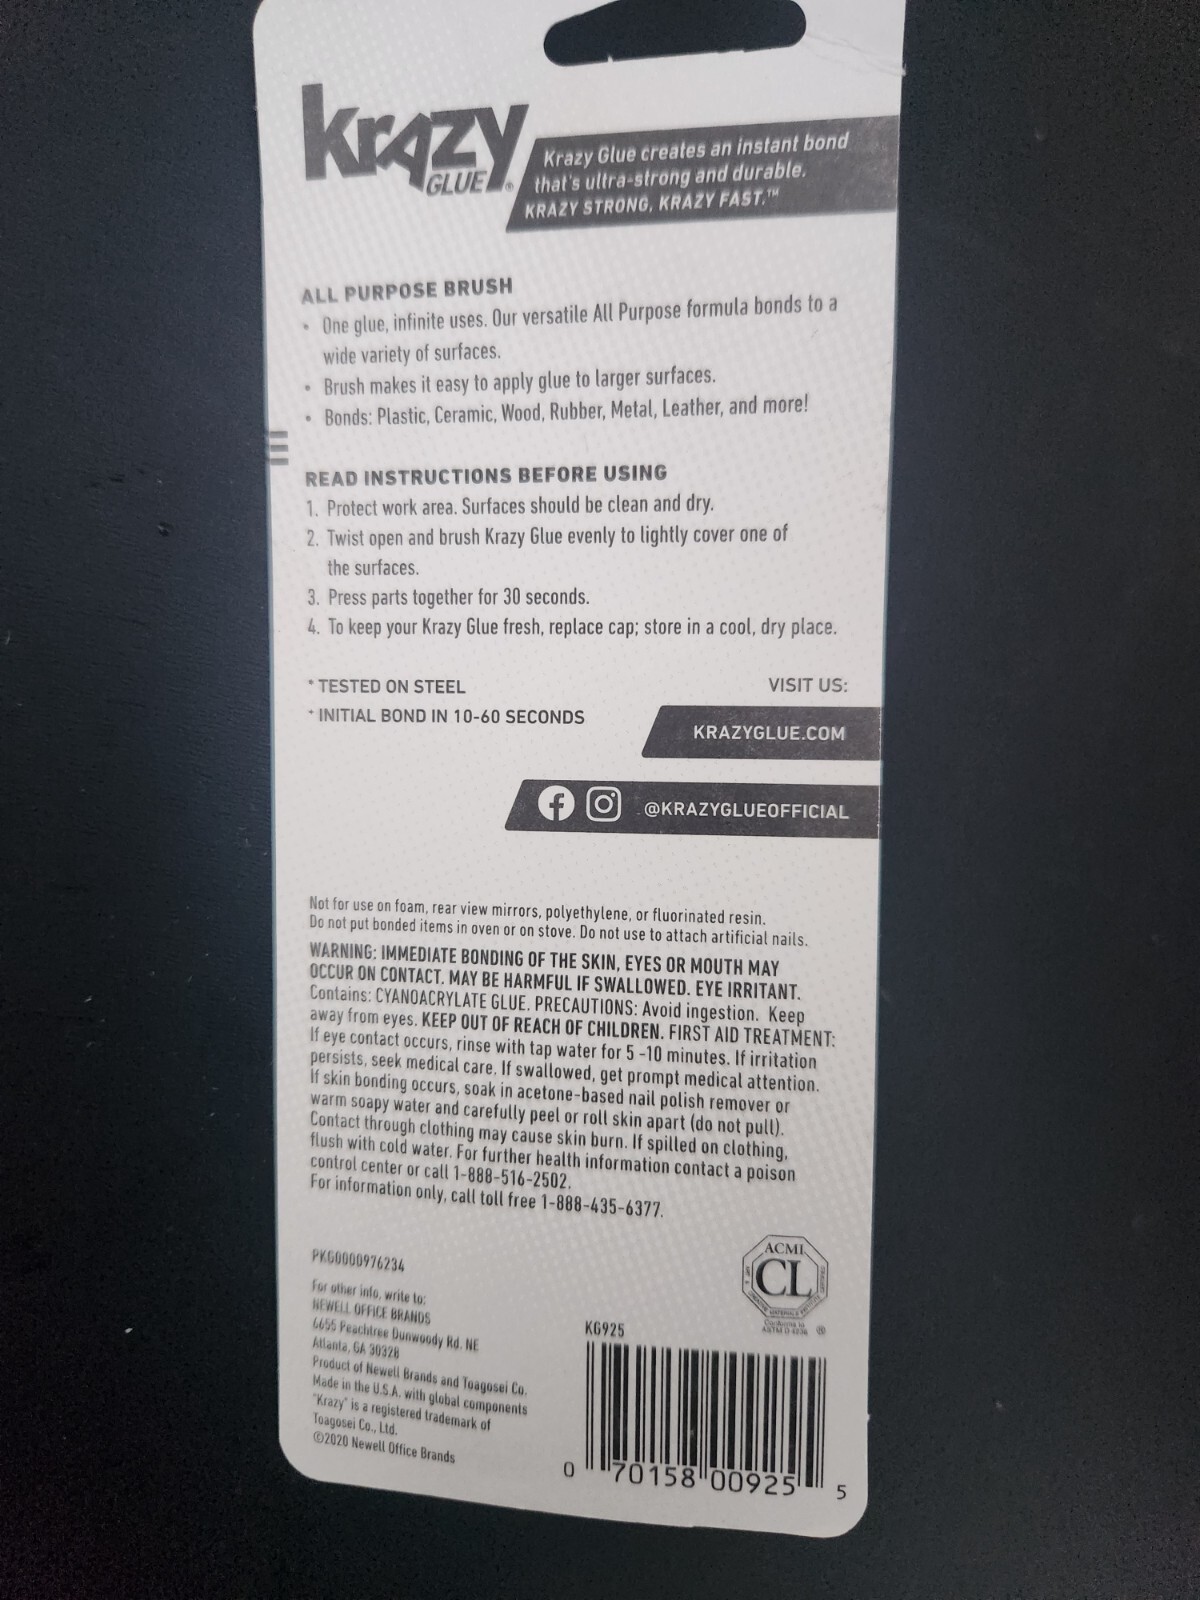 Krazy
GLUE®
Krazy Glue creates an instant bond
that's ultra-strong and durable.
KRAZY STRONG, KRAZY FAST.™
ALL PURPOSE BRUSH
• One glue, infinite uses. Our versatile All Purpose formula bonds to a
wide variety of surfaces.
• Brush makes it easy to apply glue to larger surfaces.
• Bonds: Plastic, Ceramic, Wood, Rubber, Metal, Leather, and more!
READ INSTRUCTIONS BEFORE USING
1. Protect work area. Surfaces should be clean and dry.
2. Twist open and brush Krazy Glue evenly to lightly cover one of
the surfaces.
3. Press parts together for 30 seconds.
4. To keep your Krazy Glue fresh, replace cap; store in a cool, dry place.
* TESTED ON STEEL
VISIT US:
+ INITIAL BOND IN 10-60 SECONDS
KRAZYGLUE.COM
@KRAZYGLUEOFFICIAL
Not for use on foam, rear view mirrors, polyethylene, or fluorinated resin.
Do not put bonded items in oven or on stove. Do not use to attach artificial nails.
WARNING: IMMEDIATE BONDING OF THE SKIN, EYES OR MOUTH MAY
OCCUR ON CONTACT. MAY BE HARMFUL IF SWALLOWED. EYE IRRITANT.
Contains: CYANOACRYLATE GLUE. PRECAUTIONS: Avoid ingestion. Keep
away from eyes. KEEP OUT OF REACH OF CHILDREN. FIRST AID TREATMENT:
If eye contact occurs, rinse with tap water for 5 -10 minutes. If irritation
persists, seek medical care. If swallowed, get prompt medical attention.
If skin bonding occurs, soak in acetone-based nail polish remover or
warm soapy water and carefully peel or roll skin apart (do not pull).
Contact through clothing may cause skin burn. If spilled on clothing,
flush with cold water. For further health information contact a poison
control center or call 1-888-516-2502.
For information only, call toll free 1-888-435-6377.
PKG0000976234
For other info, write to:
NEWELL OFFICE BRANDS
6655 Peachtree Dunwoody Rd. NE
Atlanta, GA 30328
Product of Newell Brands and Toagosei Co.
Made in the U.S.A. with global components
"Krazy" is a registered trademark of
Toagosei Co., Ltd.
©2020 Newell Office Brands
ACMI
CL
Conforms to
ASTM D 4236 ®
KG925
0 70158 00925 5